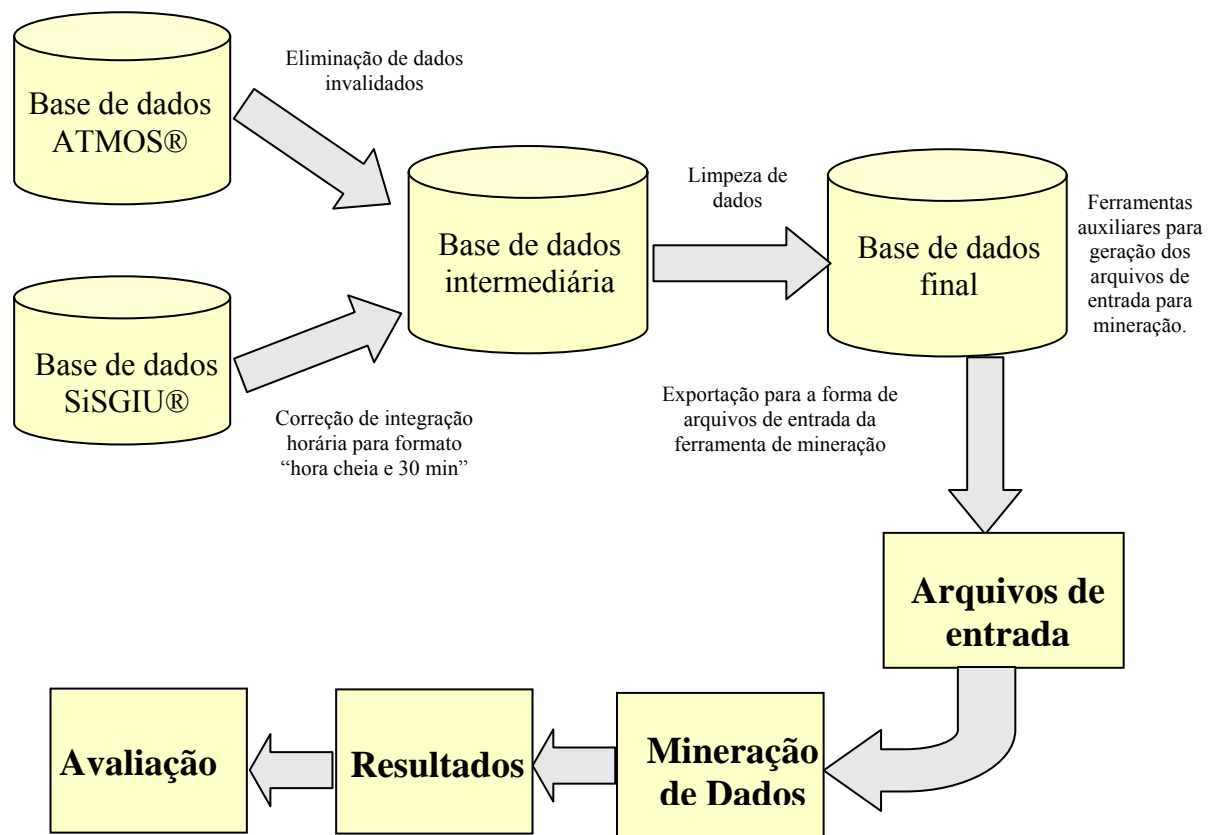 Base de dados
ATMOS®
Eliminação de dados
invalidados
Base de dados
SiSGIU®
Correção de integração
horária para formato
“hora cheia e 30 min”
Base de dados
intermediária
Limpeza de
dados
Base de dados
final
Ferramentas
auxiliares para
geração dos
arquivos de
entrada para
mineração.
Exportação para a forma de
arquivos de entrada da
ferramenta de mineração
Arquivos de
entrada
Mineração
de Dados
Resultados
Avaliação